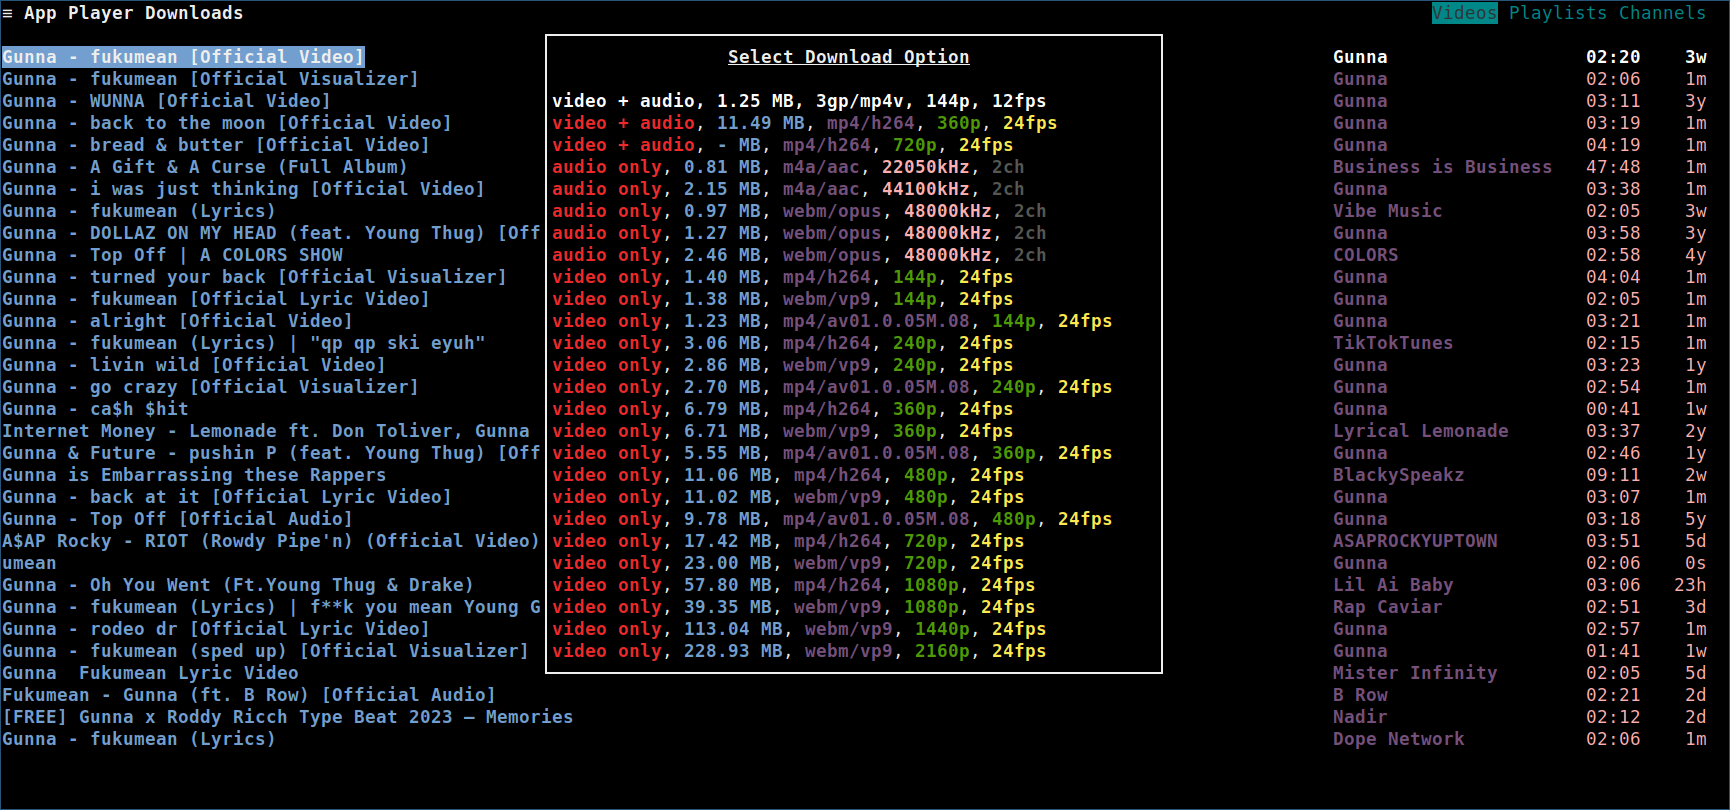 ≡ App Player Downloads Videos Playlists Channels
Select Download Option
Gunna - fukumean [Official Video] Gunna 02:20 3w
Gunna - fukumean [Official Visualizer] Gunna 02:06 1m
Gunna - WUNNA [Official Video] video + audio, 1.25 MB, 3gp/mp4v, 144p, 12fps Gunna 03:11 3y
Gunna - back to the moon [Official Video] video + audio, 11.49 MB, mp4/h264, 360p, 24fps Gunna 03:19 1m
Gunna - bread & butter [Official Video] video + audio, - MB, mp4/h264, 720p, 24fps Gunna 04:19 1m
Gunna - A Gift & A Curse (Full Album) audio only, 0.81 MB, m4a/aac, 22050kHz, 2ch Business is Business 47:48 1m
Gunna - i was just thinking [Official Video] audio only, 2.15 MB, m4a/aac, 44100kHz, 2ch Gunna 03:38 1m
Gunna - fukumean (Lyrics) audio only, 0.97 MB, webm/opus, 48000kHz, 2ch Vibe Music 02:05 3w
Gunna - DOLLAZ ON MY HEAD (feat. Young Thug) [Off audio only, 1.27 MB, webm/opus, 48000kHz, 2ch Gunna 03:58 3y
Gunna - Top Off | A COLORS SHOW audio only, 2.46 MB, webm/opus, 48000kHz, 2ch COLORS 02:58 4y
Gunna - turned your back [Official Visualizer] video only, 1.40 MB, mp4/h264, 144p, 24fps Gunna 04:04 1m
Gunna - fukumean [Official Lyric Video] video only, 1.38 MB, webm/vp9, 144p, 24fps Gunna 02:05 1m
Gunna - alright [Official Video] video only, 1.23 MB, mp4/av01.0.05M.08, 144p, 24fps Gunna 03:21 1m
Gunna - fukumean (Lyrics) | "qp qp ski eyuh" video only, 3.06 MB, mp4/h264, 240p, 24fps TikTokTunes 02:15 1m
Gunna - livin wild [Official Video] video only, 2.86 MB, webm/vp9, 240p, 24fps Gunna 03:23 1y
Gunna - go crazy [Official Visualizer] video only, 2.70 MB, mp4/av01.0.05M.08, 240p, 24fps Gunna 02:54 1m
Gunna - ca$h $hit video only, 6.79 MB, mp4/h264, 360p, 24fps Gunna 00:41 1w
Internet Money - Lemonade ft. Don Toliver, Gunna video only, 6.71 MB, webm/vp9, 360p, 24fps Lyrical Lemonade 03:37 2y
Gunna & Future - pushin P (feat. Young Thug) [Off video only, 5.55 MB, mp4/av01.0.05M.08, 360p, 24fps Gunna 02:46 1y
Gunna is Embarrassing these Rappers video only, 11.06 MB, mp4/h264, 480p, 24fps BlackySpeakz 09:11 2w
Gunna - back at it [Official Lyric Video] video only, 11.02 MB, webm/vp9, 480p, 24fps Gunna 03:07 1m
Gunna - Top Off [Official Audio] video only, 9.78 MB, mp4/av01.0.05M.08, 480p, 24fps Gunna 03:18 5y
A$AP Rocky - RIOT (Rowdy Pipe'n) (Official Video) video only, 17.42 MB, mp4/h264, 720p, 24fps ASAPROCKYUPTOWN 03:51 5d
umean video only, 23.00 MB, webm/vp9, 720p, 24fps Gunna 02:06 0s
Gunna - Oh You Went (Ft.Young Thug & Drake) video only, 57.80 MB, mp4/h264, 1080p, 24fps Lil Ai Baby 03:06 23h
Gunna - fukumean (Lyrics) | f**k you mean Young G video only, 39.35 MB, webm/vp9, 1080p, 24fps Rap Caviar 02:51 3d
Gunna - rodeo dr [Official Lyric Video] video only, 113.04 MB, webm/vp9, 1440p, 24fps Gunna 02:57 1m
Gunna - fukumean (sped up) [Official Visualizer] video only, 228.93 MB, webm/vp9, 2160p, 24fps Gunna 01:41 1w
Gunna  Fukumean Lyric Video Mister Infinity 02:05 5d
Fukumean - Gunna (ft. B Row) [Official Audio] B Row 02:21 2d
[FREE] Gunna x Roddy Ricch Type Beat 2023 – Memories Nadir 02:12 2d
Gunna - fukumean (Lyrics) Dope Network 02:06 1m